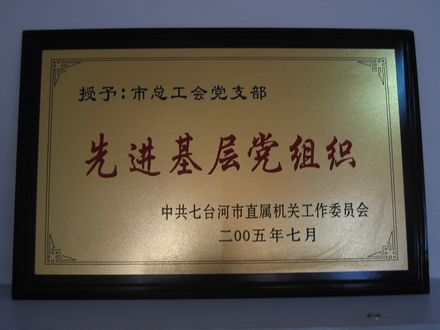 授予:市总工会党支部
先进基层党组织
中共七台河市直属机关工作委员会
二00五年七月